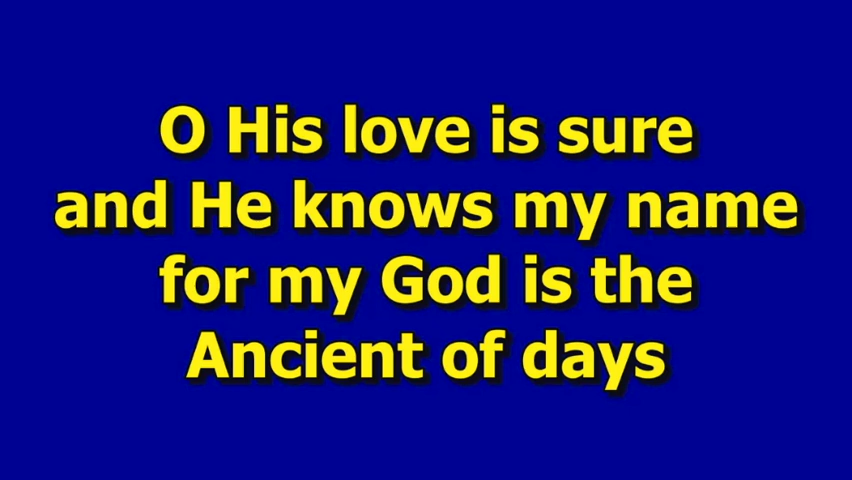 O His love is sure
and He knows my name
for my God is the
Ancient of days